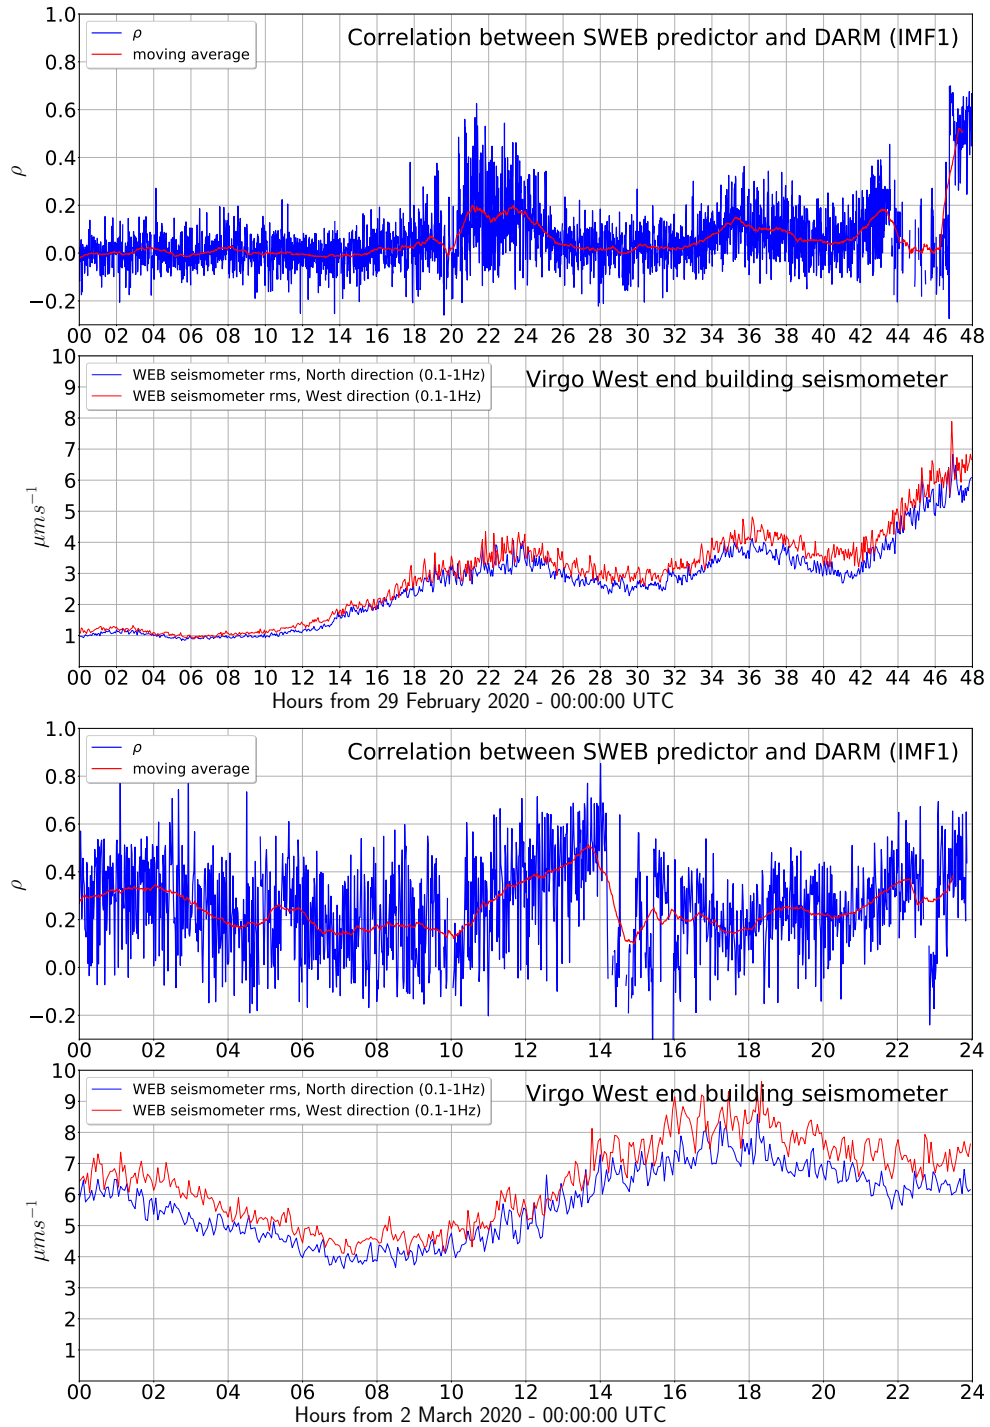 Correlation between SWEB predictor and DARM (IMF1)
ρ
moving average
1.0
0.8
0.6
0.4
0.2
0.0
−0.2
ρ
00 02 04 06 08 10 12 14 16 18 20 22 24 26 28 30 32 34 36 38 40 42 44 46 48
Virgo West end building seismometer
WEB seismometer rms, North direction (0.1-1Hz)
WEB seismometer rms, West direction (0.1-1Hz)
10
9
8
7
6
5
4
3
2
1
μms⁻¹
00 02 04 06 08 10 12 14 16 18 20 22 24 26 28 30 32 34 36 38 40 42 44 46 48
Hours from 29 February 2020 - 00:00:00 UTC
Correlation between SWEB predictor and DARM (IMF1)
ρ
moving average
1.0
0.8
0.6
0.4
0.2
0.0
−0.2
ρ
00 02 04 06 08 10 12 14 16 18 20 22 24
Virgo West end building seismometer
WEB seismometer rms, North direction (0.1-1Hz)
WEB seismometer rms, West direction (0.1-1Hz)
10
9
8
7
6
5
4
3
2
1
μms⁻¹
00 02 04 06 08 10 12 14 16 18 20 22 24
Hours from 2 March 2020 - 00:00:00 UTC